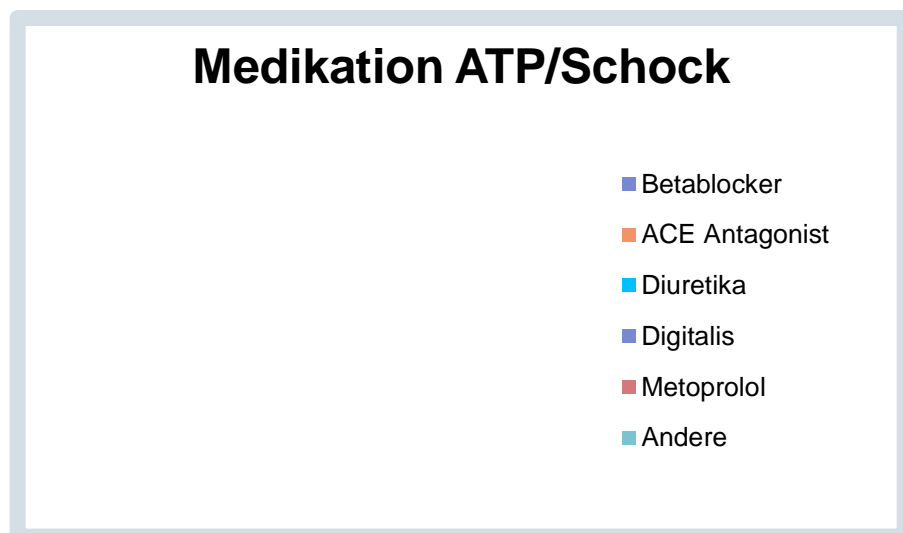 Medikation ATP/Schock
Betablocker
ACE Antagonist
Diuretika
Digitalis
Metoprolol
Andere